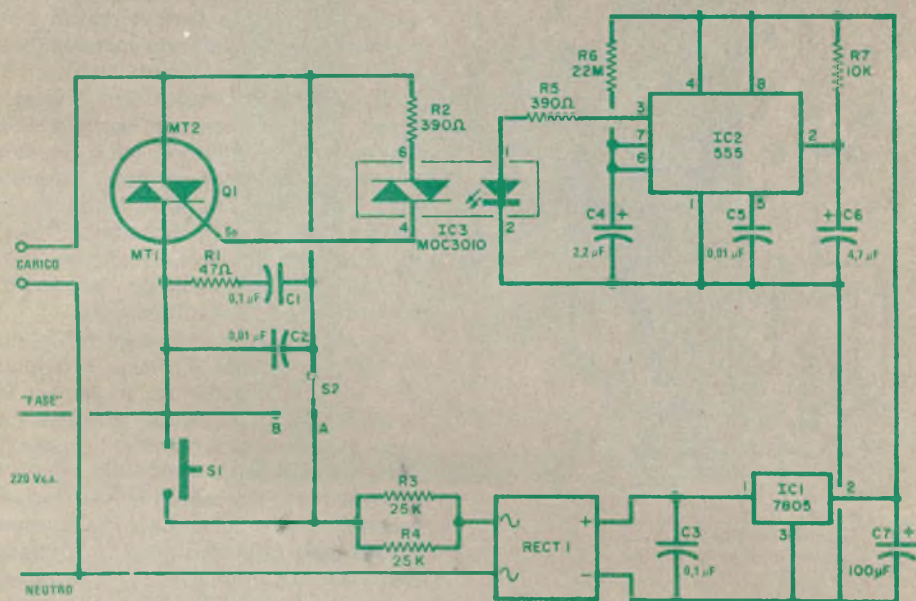 MT2
Q1
MT1
Gn
CARICO
R1
47Ω
0,1 µF
C1
0,01 µF
C2
S2
"FASE"
B
A
S1
220 V c.a.
NEUTRO
R2
390Ω
6
4
1
2
IC3
MOC3010
R5
390Ω
R6
22M
3
7
6
4
8
IC2
555
2
1
5
R7
10K
C4
+
2,2 µF
C5
0,01 µF
+
C6
4,7 µF
R3
25K
R4
25K
RECT 1
+
−
C3
0,1 µF
1
IC1
7805
2
3
C7
+
100µF